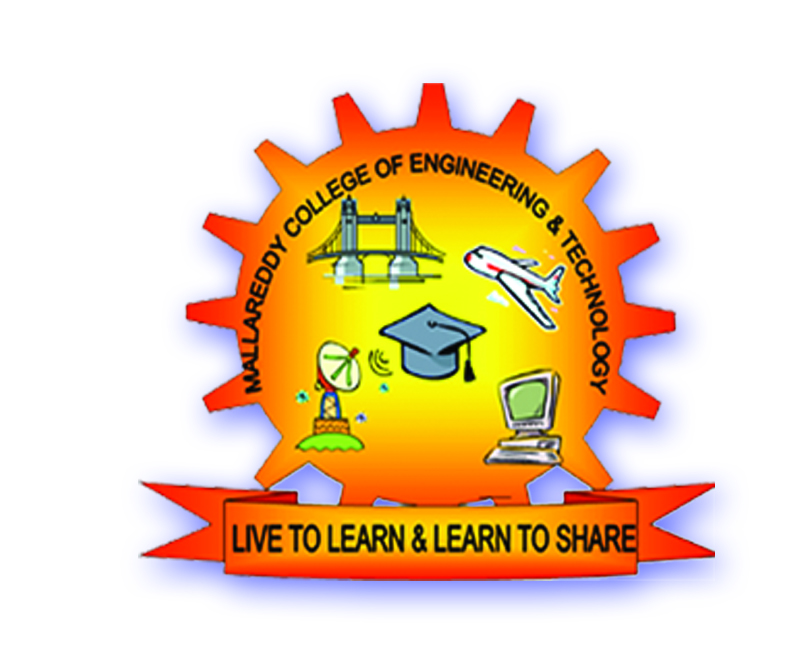 MALLAREDDY COLLEGE OF ENGINEERING & TECHNOLOGY
LIVE TO LEARN & LEARN TO SHARE